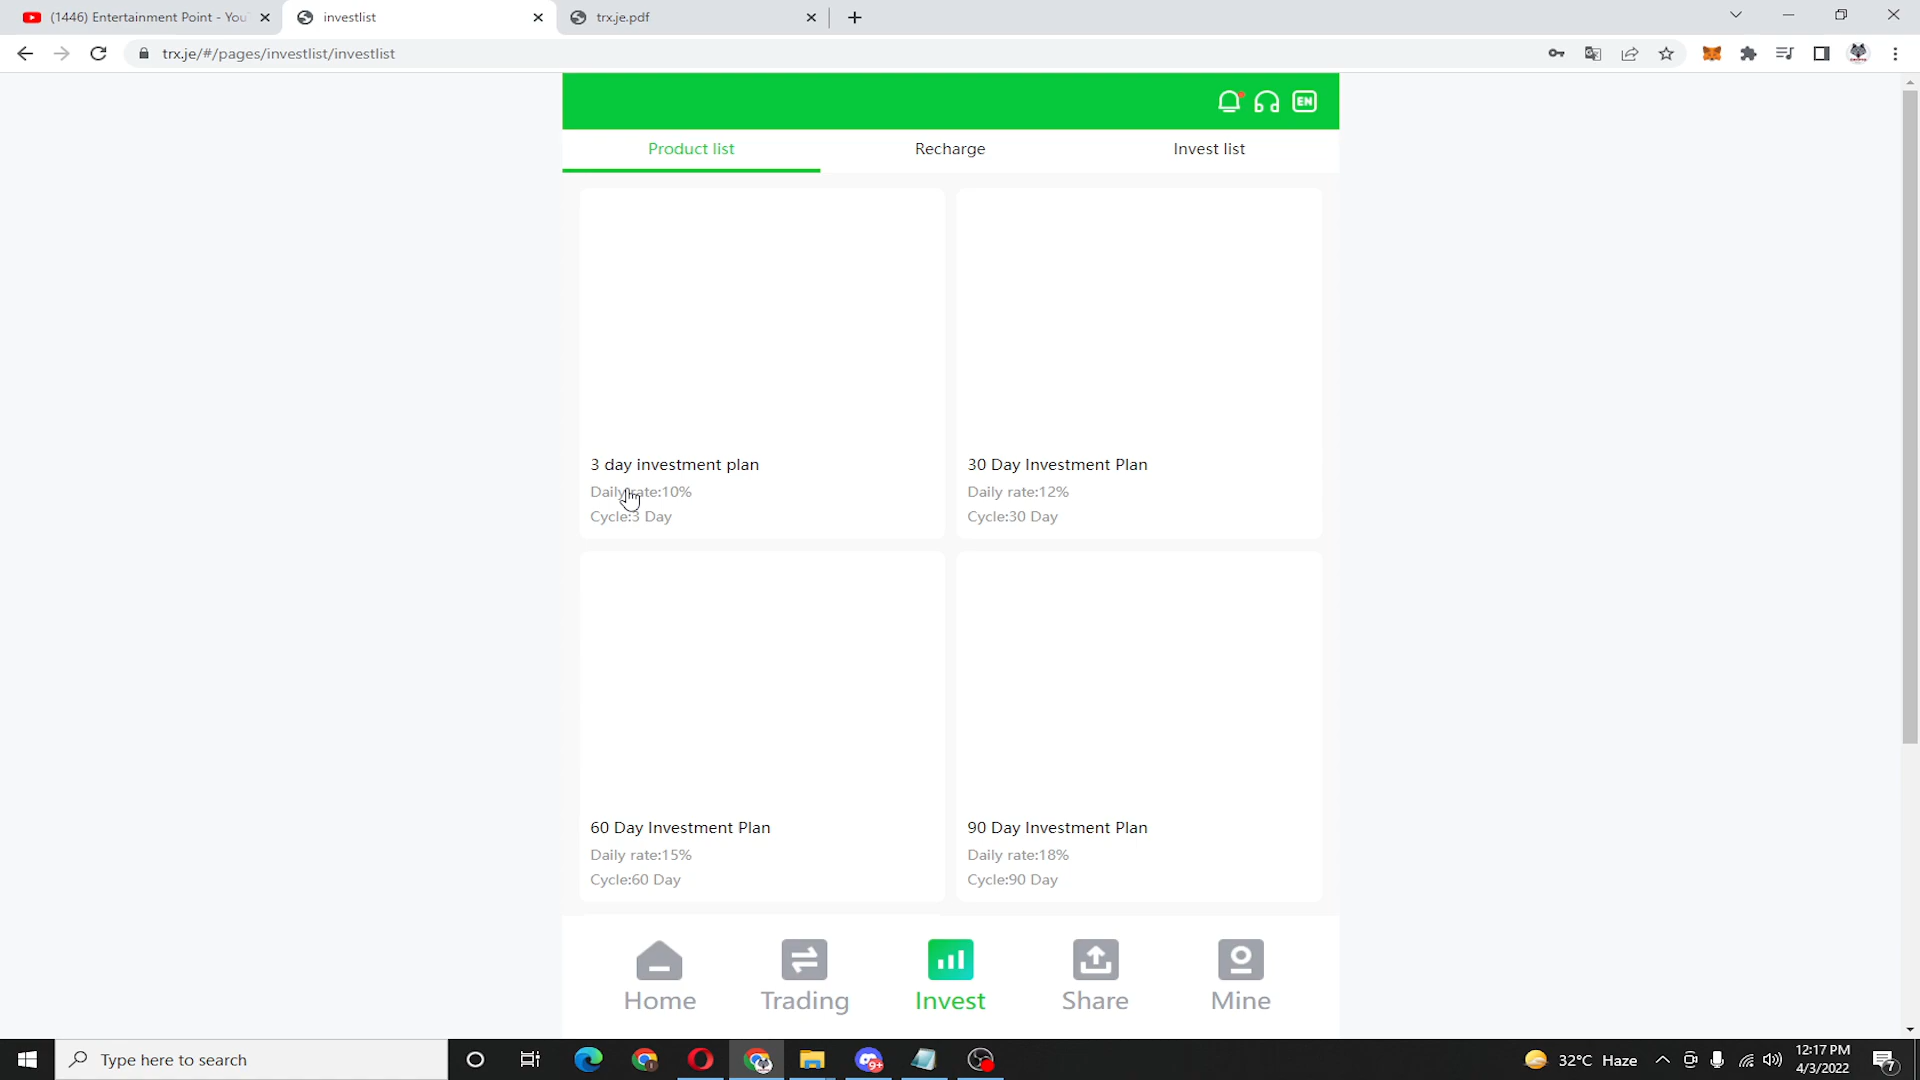 (1446) Entertainment Point - You
investlist
trx.je.pdf
trx.je/#/pages/investlist/investlist
EN
Product list
Recharge
Invest list
3 day investment plan
Daily rate:10%
Cycle:3 Day
30 Day Investment Plan
Daily rate:12%
Cycle:30 Day
60 Day Investment Plan
Daily rate:15%
Cycle:60 Day
90 Day Investment Plan
Daily rate:18%
Cycle:90 Day
Home
Trading
Invest
Share
Mine
Type here to search
9+
32°C Haze
12:17 PM
4/3/2022
7